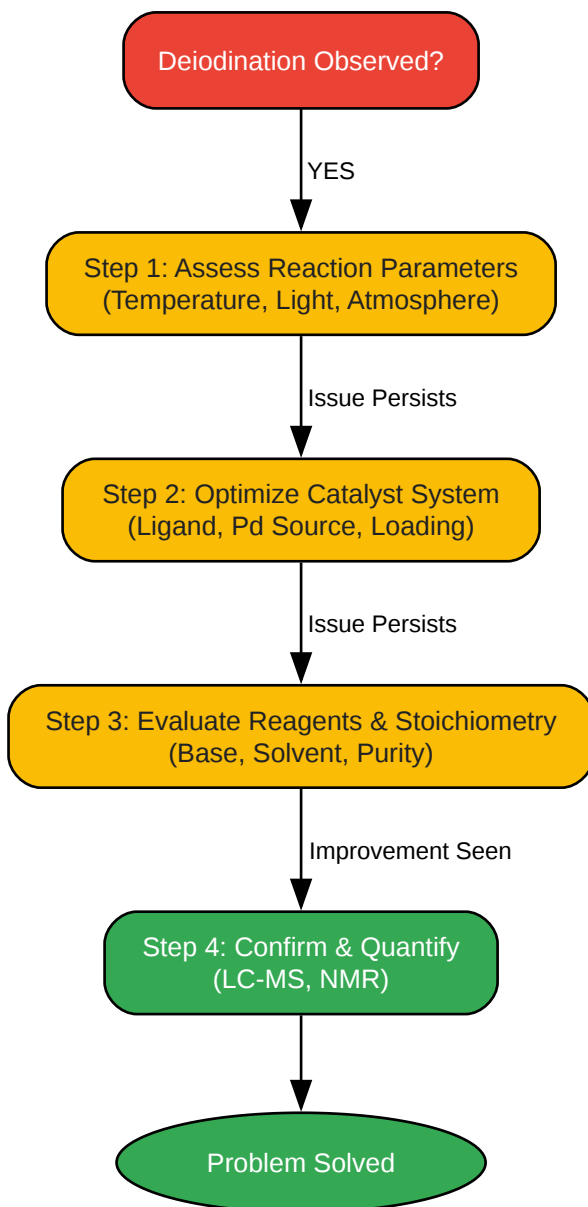 Deiodination Observed?
YES
Step 1: Assess Reaction Parameters
(Temperature, Light, Atmosphere)
Issue Persists
Step 2: Optimize Catalyst System
(Ligand, Pd Source, Loading)
Issue Persists
Step 3: Evaluate Reagents & Stoichiometry
(Base, Solvent, Purity)
Improvement Seen
Step 4: Confirm & Quantify
(LC-MS, NMR)
Problem Solved